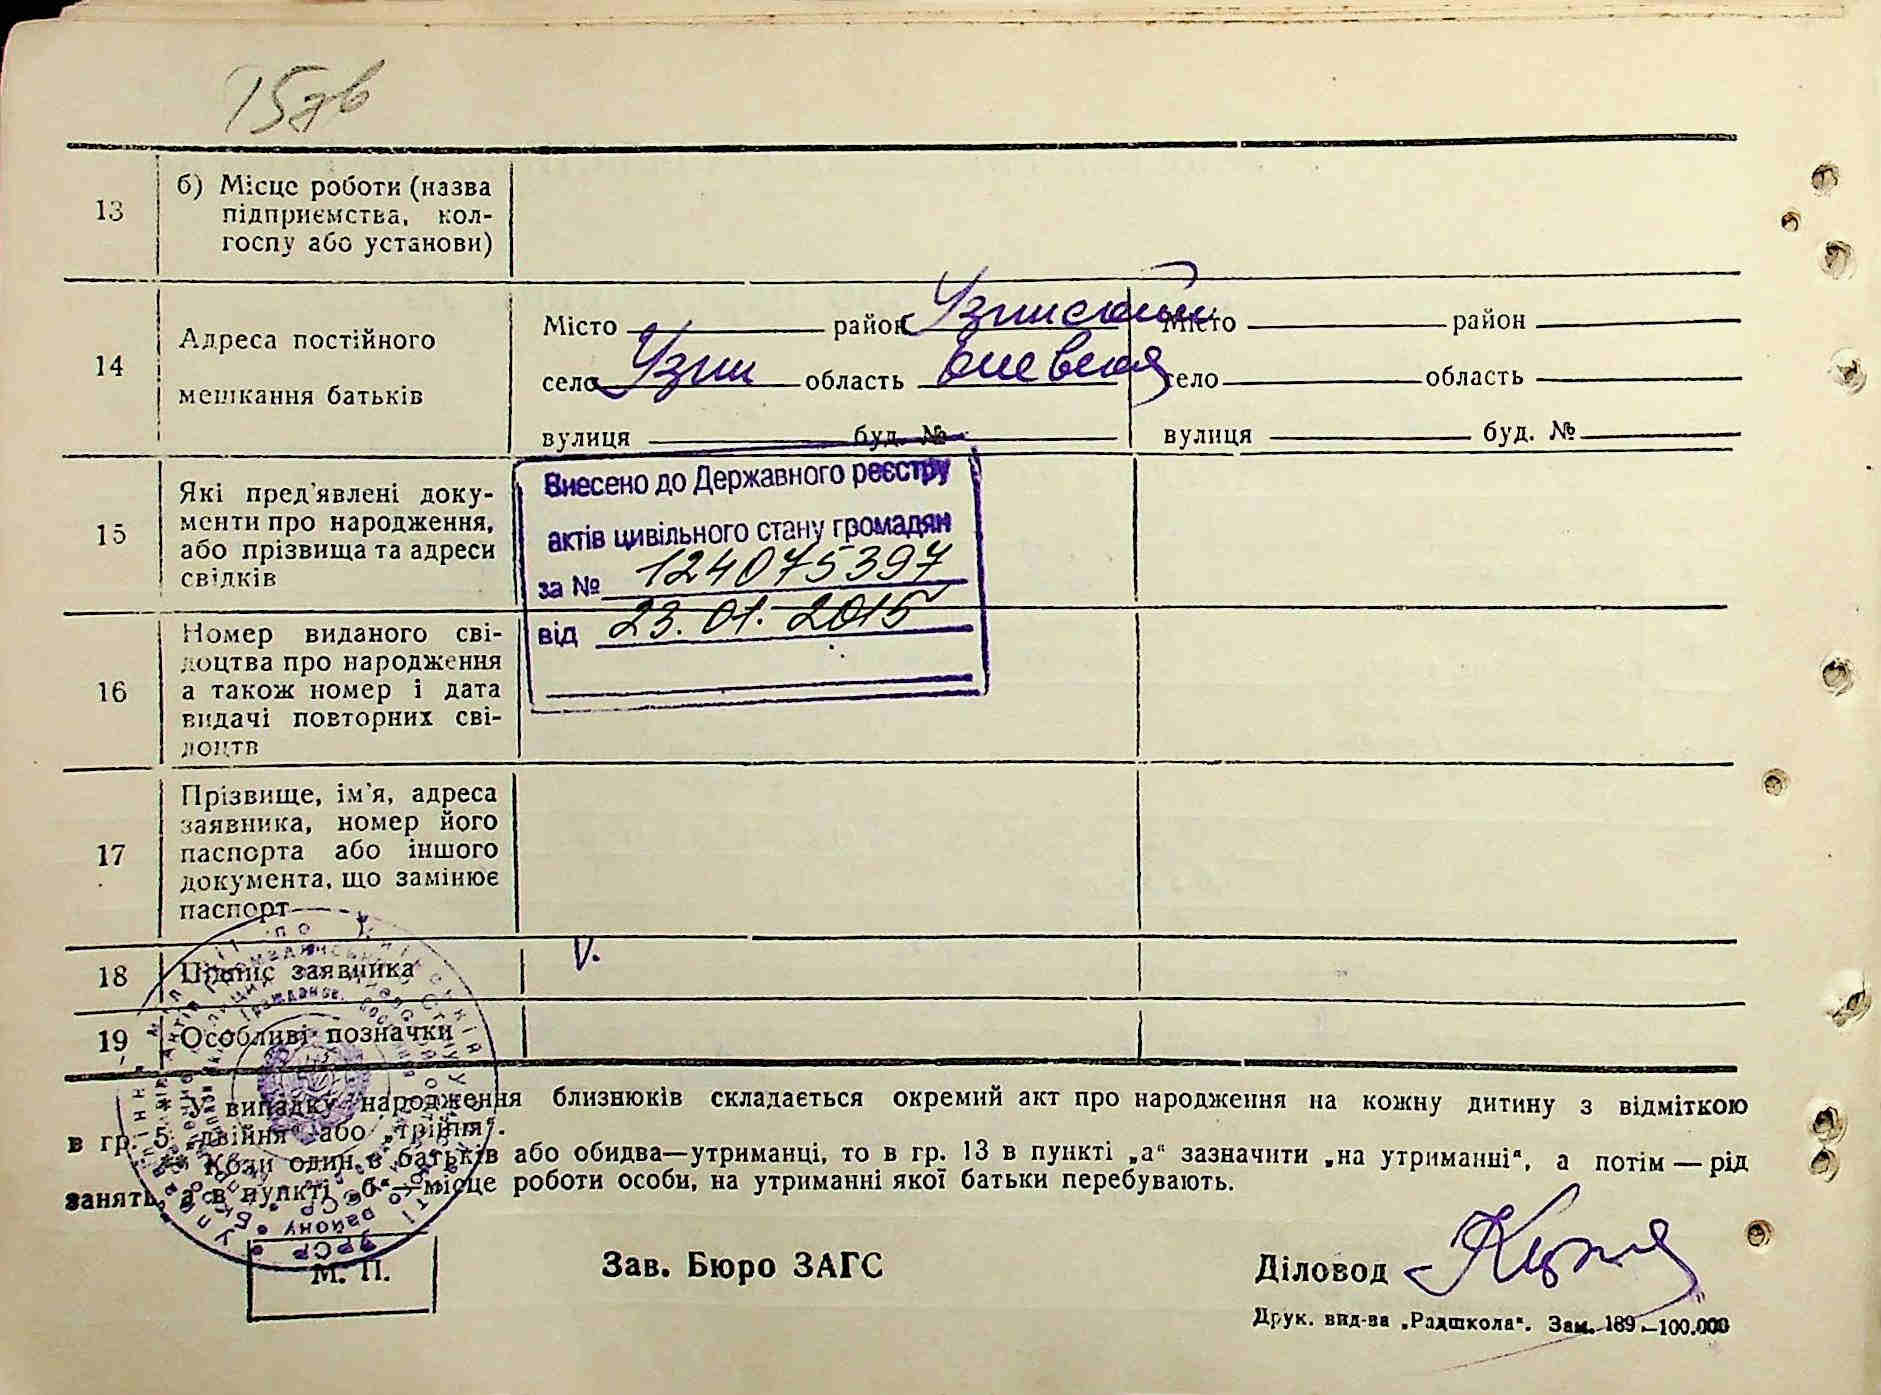 15 зв
13
б) Місце роботи (назва
підприємства, кол-
госпу або установи)
14
Адреса постійного
мешкання батьків
Місто район Узинский
село Узин область Киевская
вулиця буд. №
Місто район
село область
вулиця буд. №
15
Які пред'явлені доку-
менти про народження,
або прізвища та адреси
свідків
Внесено до Державного реєстру
актів цивільного стану громадян
за № 124075397
від 23.01.2015
16
Номер виданого сві-
доцтва про народження
а також номер і дата
видачі повторних сві-
доцтв
17
Прізвище, ім'я, адреса
заявника, номер його
паспорта або іншого
документа, що замінює
паспорт
18
Підпис заявника
19
Особливі позначки
* У випадку народження близнюків складається окремий акт про народження на кожну дитину з відміткою
в гр. 5 „двійня" або „трійня".
Коли один з батьків або обидва—утриманці, то в гр. 13 в пункті „а" зазначити „на утриманні", а потім — рід
занять, а в пункті „б"—місце роботи особи, на утриманні якої батьки перебувають.
М. П.
Зав. Бюро ЗАГС
Діловод
Друк. вид-ва „Радшкола". Зам. 189—100.000